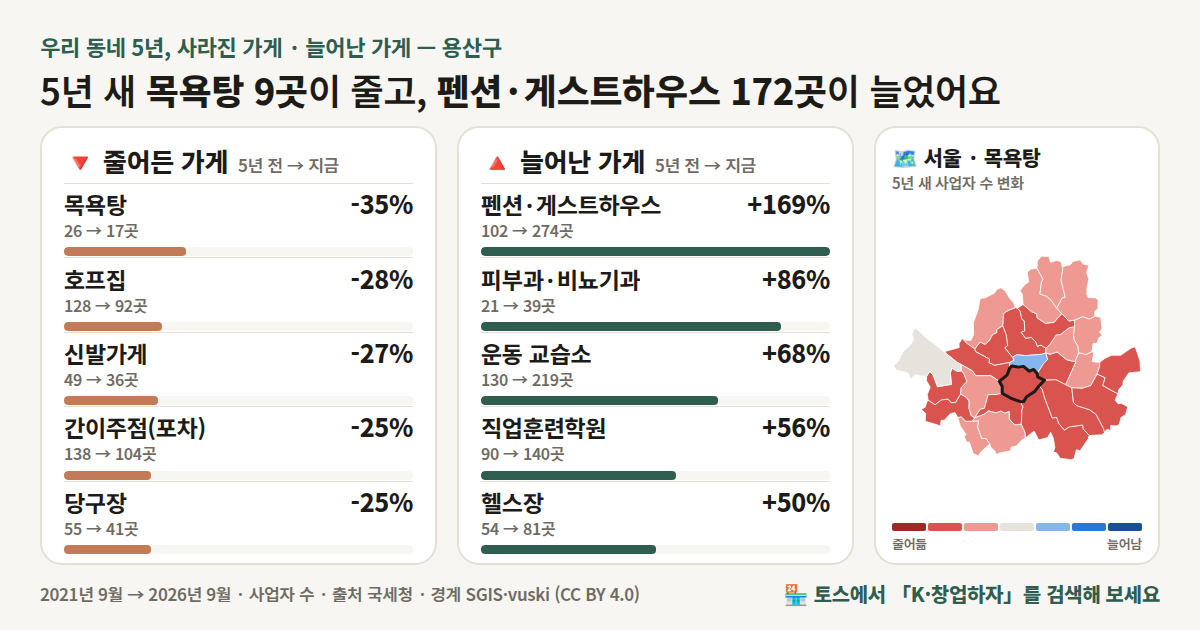 우리 동네 5년, 사라진 가게 · 늘어난 가게 — 용산구
5년 새 목욕탕 9곳이 줄고, 펜션·게스트하우스 172곳이 늘었어요
줄어든 가게 5년 전 → 지금
목욕탕 -35%
26 → 17곳
호프집 -28%
128 → 92곳
신발가게 -27%
49 → 36곳
간이주점(포차) -25%
138 → 104곳
당구장 -25%
55 → 41곳
늘어난 가게 5년 전 → 지금
펜션·게스트하우스 +169%
102 → 274곳
피부과·비뇨기과 +86%
21 → 39곳
운동 교습소 +68%
130 → 219곳
직업훈련학원 +56%
90 → 140곳
헬스장 +50%
54 → 81곳
서울 · 목욕탕
5년 새 사업자 수 변화
줄어듦 늘어남
2021년 9월 → 2026년 9월 · 사업자 수 · 출처 국세청 · 경계 SGIS·vuski (CC BY 4.0)
토스에서 「K·창업하자」를 검색해 보세요